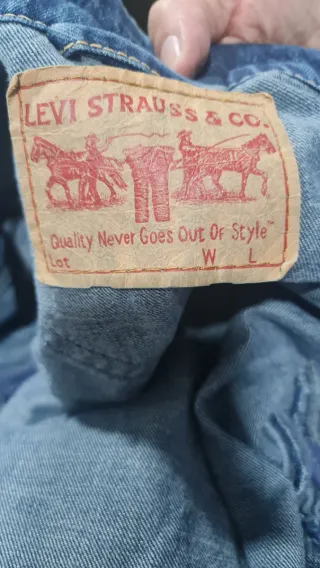 LEVI STRAUSS & CO.
Quality Never Goes Out Of Style™
Lot W L